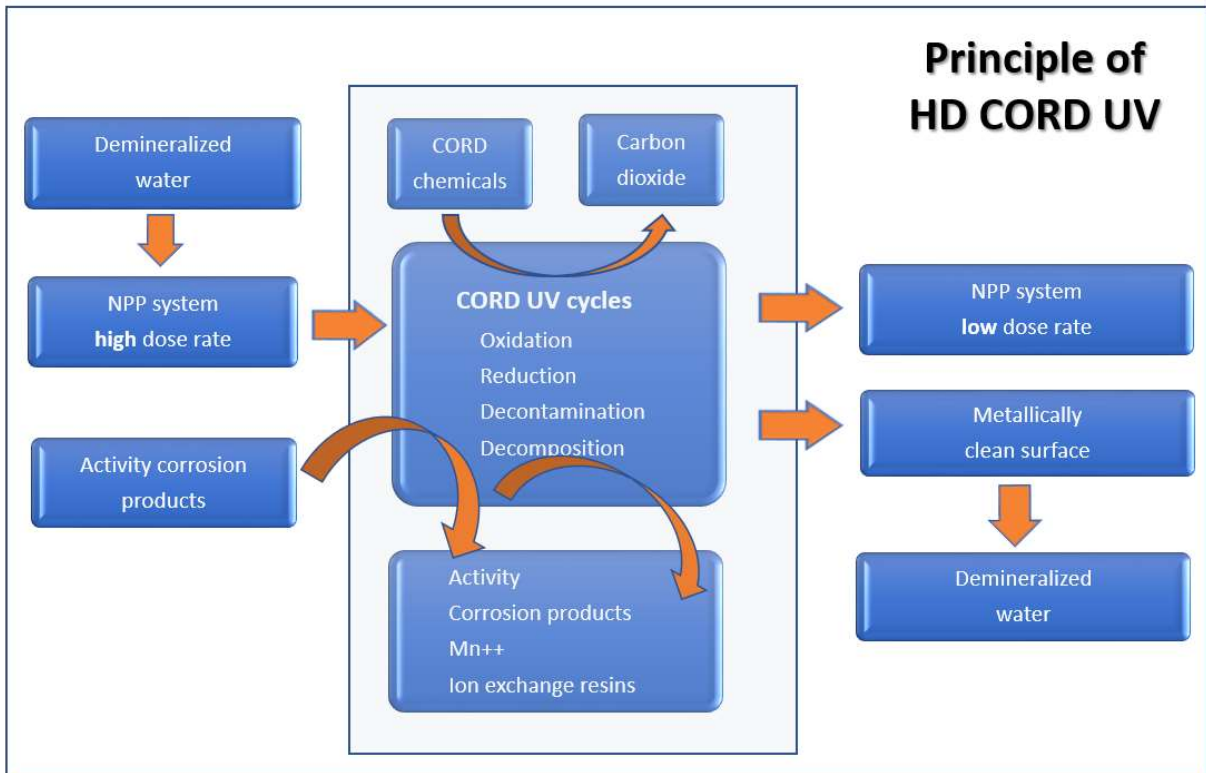 Principle of
HD CORD UV
Demineralized
water
NPP system
high dose rate
Activity corrosion
products
CORD
chemicals
Carbon
dioxide
CORD UV cycles
Oxidation
Reduction
Decontamination
Decomposition
Activity
Corrosion products
Mn++
Ion exchange resins
NPP system
low dose rate
Metallically
clean surface
Demineralized
water